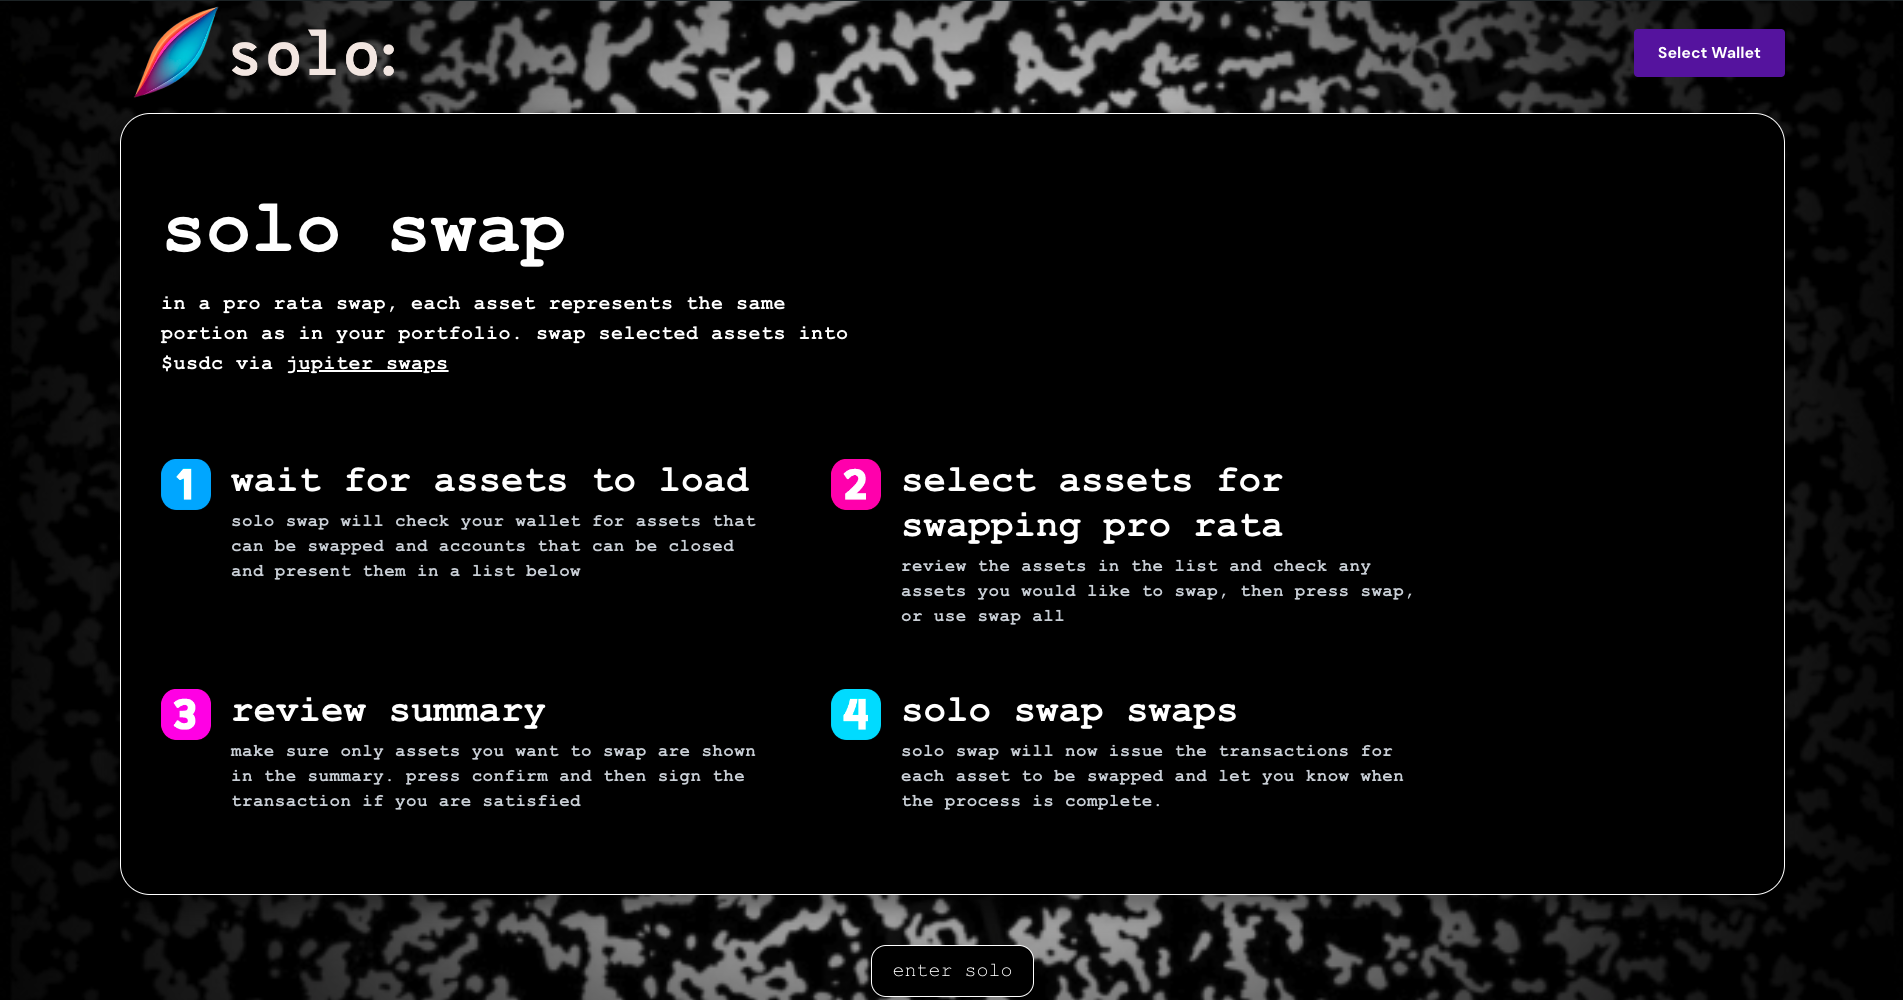 solo:
Select Wallet
solo swap
in a pro rata swap, each asset represents the same
portion as in your portfolio. swap selected assets into
$usdc via jupiter swaps
1
wait for assets to load
solo swap will check your wallet for assets that
can be swapped and accounts that can be closed
and present them in a list below
2
select assets for
swapping pro rata
review the assets in the list and check any
assets you would like to swap, then press swap,
or use swap all
3
review summary
make sure only assets you want to swap are shown
in the summary. press confirm and then sign the
transaction if you are satisfied
4
solo swap swaps
solo swap will now issue the transactions for
each asset to be swapped and let you know when
the process is complete.
enter solo